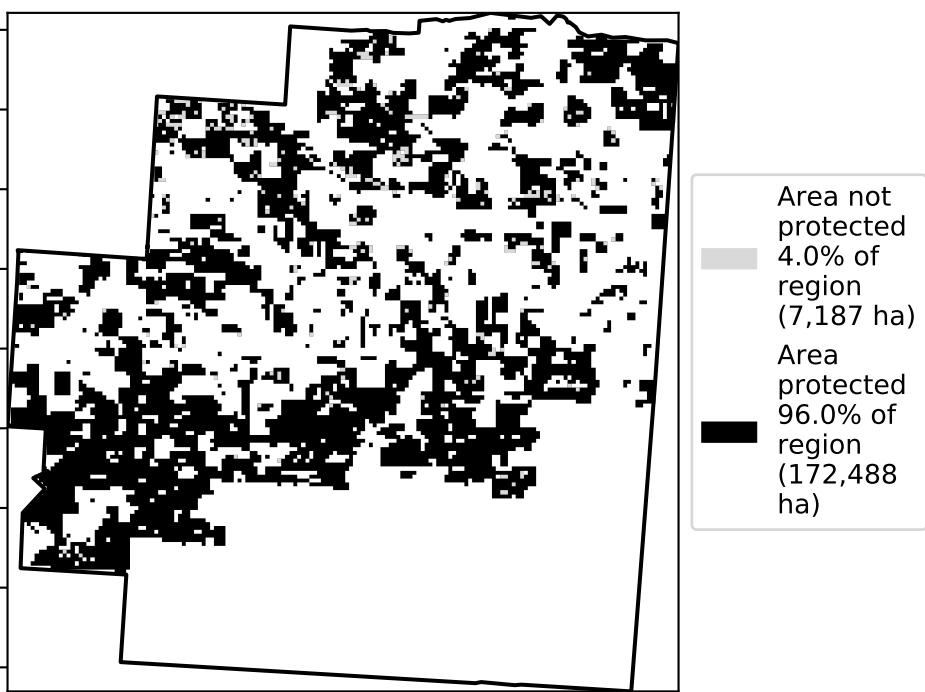 Area not
protected
4.0% of
region
(7,187 ha)
Area
protected
96.0% of
region
(172,488
ha)